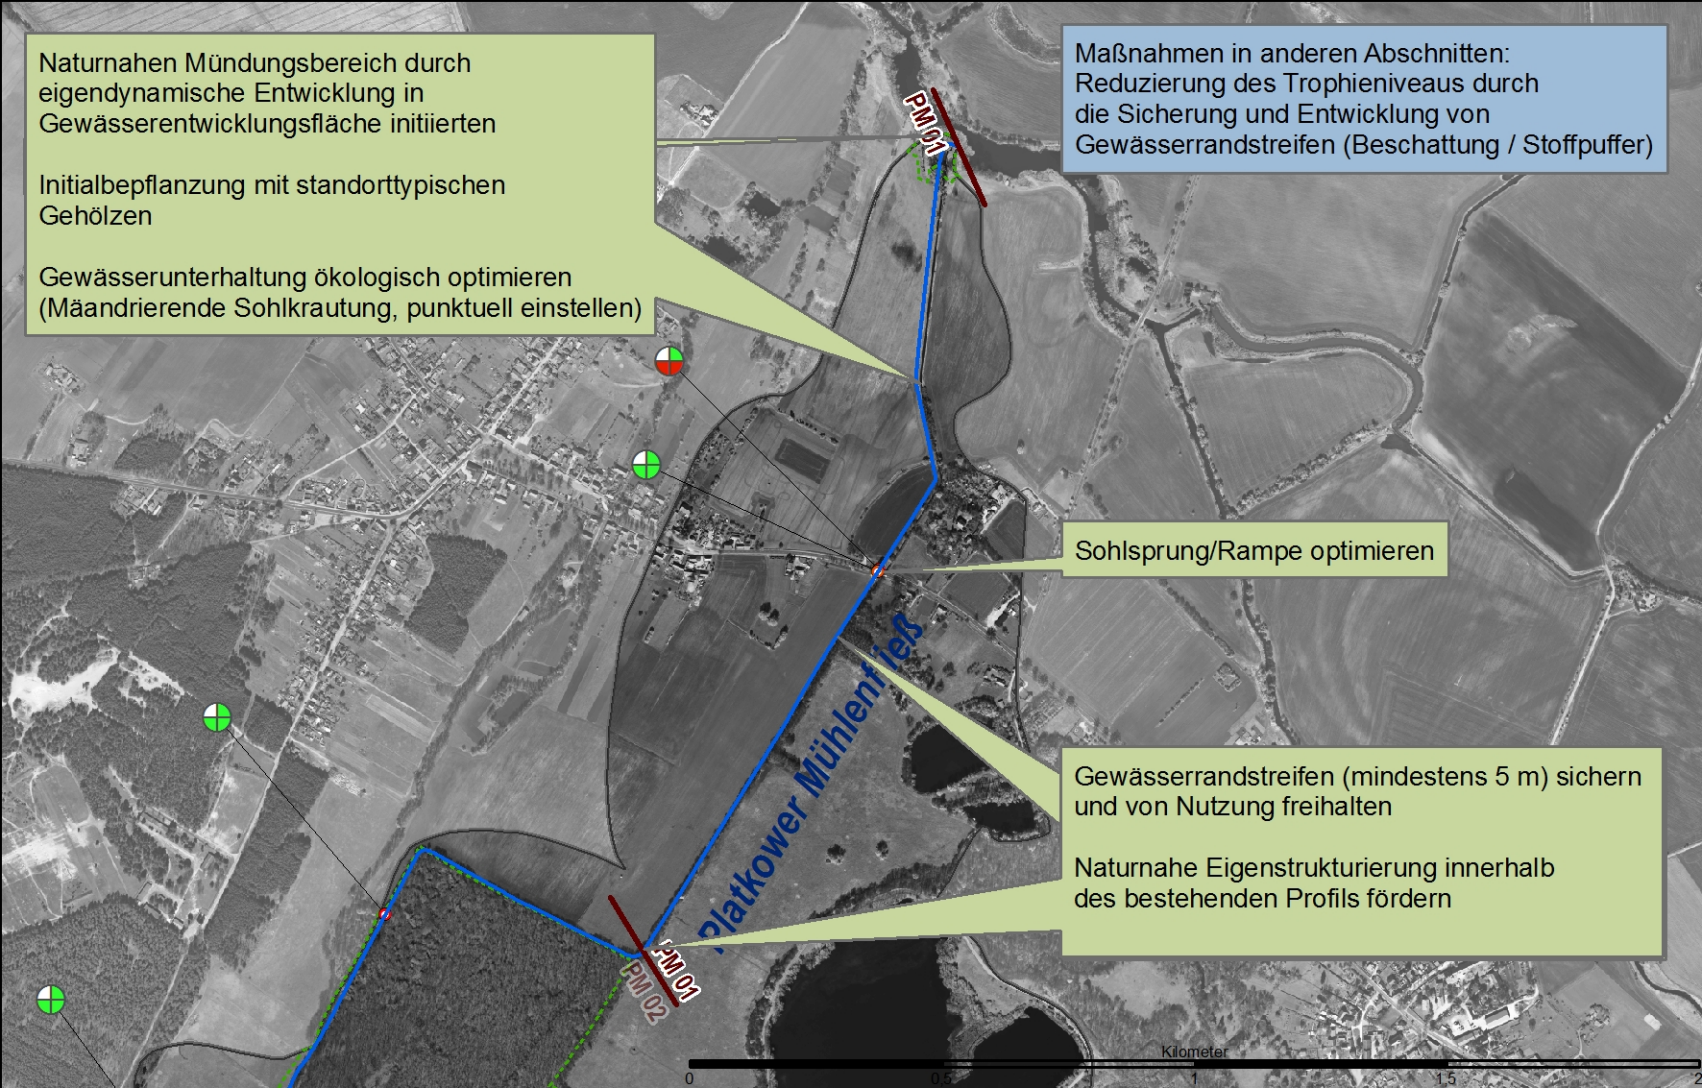 Naturnahen Mündungsbereich durch
eigendynamische Entwicklung in
Gewässerentwicklungsfläche initiierten
Initialbepflanzung mit standorttypischen
Gehölzen
Gewässerunterhaltung ökologisch optimieren
(Mäandrierende Sohlkrautung, punktuell einstellen)
Maßnahmen in anderen Abschnitten:
Reduzierung des Trophieniveaus durch
die Sicherung und Entwicklung von
Gewässerrandstreifen (Beschattung / Stoffpuffer)
PM 01
Sohlsprung/Rampe optimieren
Platkower Mühlenfließ
Gewässerrandstreifen (mindestens 5 m) sichern
und von Nutzung freihalten
Naturnahe Eigenstrukturierung innerhalb
des bestehenden Profils fördern
PM 01
PM 02
Kilometer
0 0,5 1 1,5 2